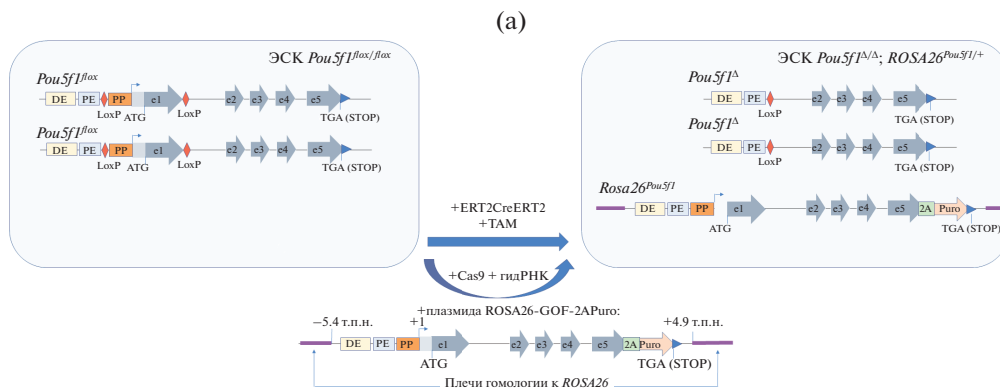 (а)
ЭСК Pou5f1flox/flox
Pou5f1flox
DE PE PP e1 e2 e3 e4 e5
LoxP ATG LoxP TGA (STOP)
Pou5f1flox
DE PE PP e1 e2 e3 e4 e5
LoxP ATG LoxP TGA (STOP)
ЭСК Pou5f1Δ/Δ; ROSA26Pou5f1/+
Pou5f1Δ
DE PE e2 e3 e4 e5
LoxP TGA (STOP)
Pou5f1Δ
DE PE e2 e3 e4 e5
LoxP TGA (STOP)
Rosa26Pou5f1
DE PE PP e1 e2 e3 e4 e5 2A Puro
ATG TGA (STOP)
+ERT2CreERT2
+TAM
+Cas9 + гидРНК
+плазмида ROSA26-GOF-2APuro:
−5.4 т.п.н. +1 +4.9 т.п.н.
DE PE PP e1 e2 e3 e4 e5 2A Puro
ATG TGA (STOP)
Плечи гомологии к ROSA26